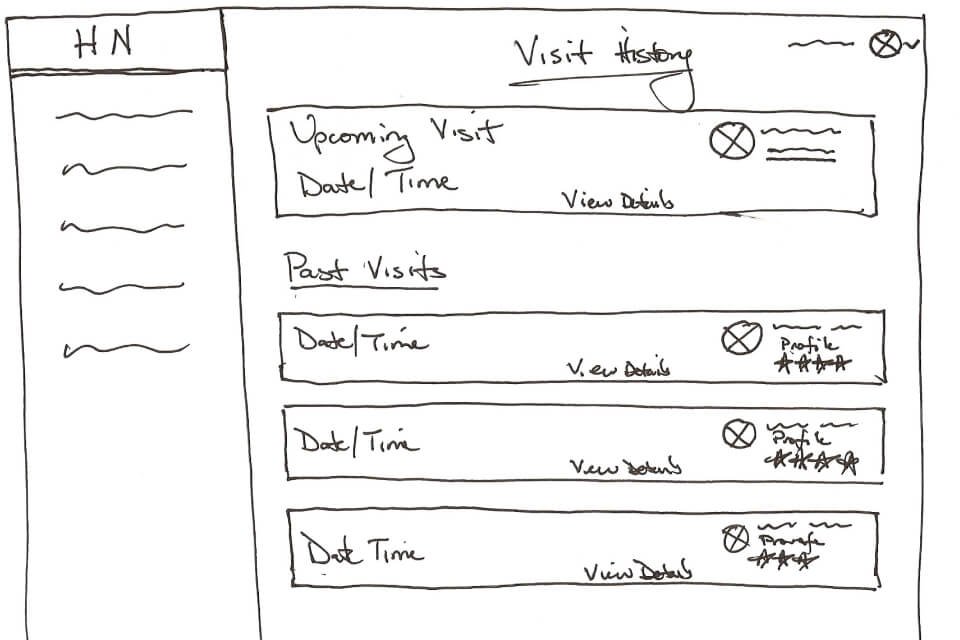 HN
Visit History
Upcoming Visit
Date/Time
View Details
Past Visits
Date/Time
View Details
Profile
Date/Time
View Details
Profile
Date Time
View Details